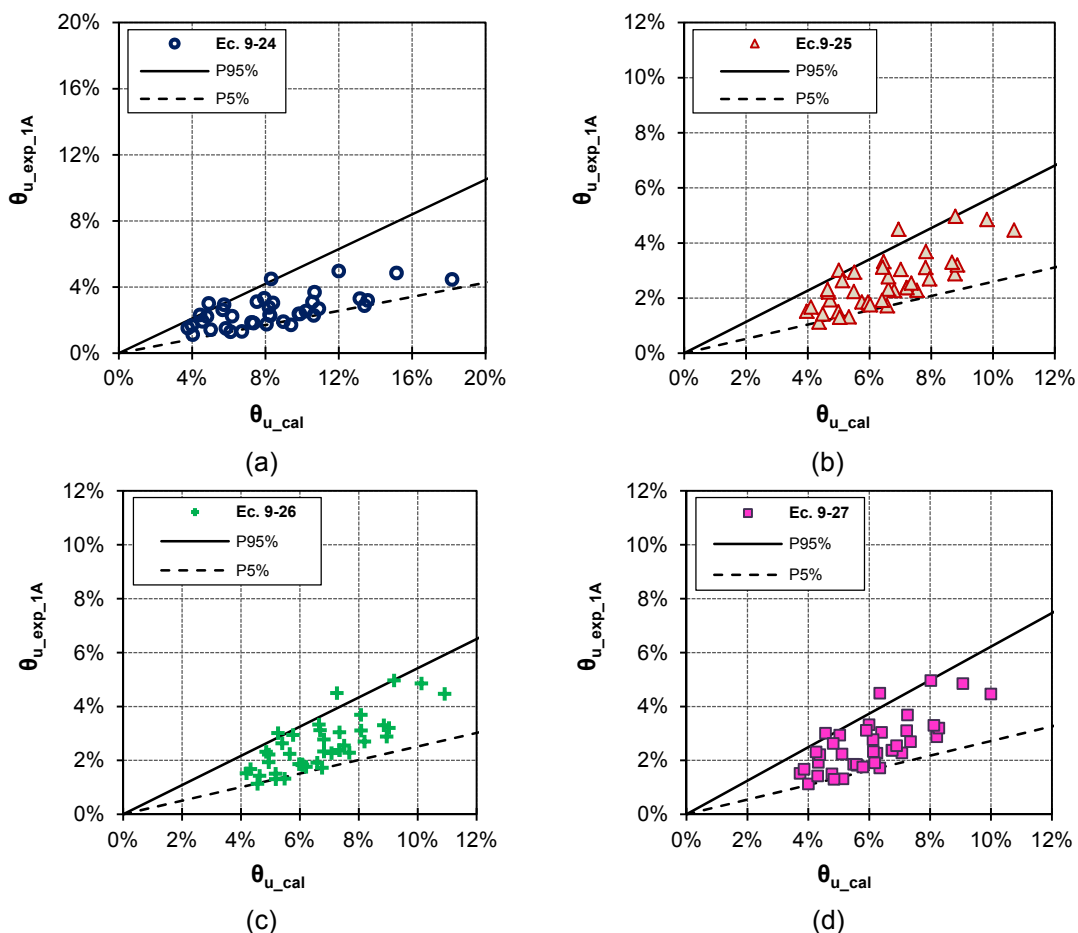 20%
16%
12%
8%
4%
0%
0% 4% 8% 12% 16% 20%
θu_exp_1A
θu_cal
Ec. 9-24
P95%
P5%
(a)
12%
10%
8%
6%
4%
2%
0%
0% 2% 4% 6% 8% 10% 12%
θu_exp_1A
θu_cal
Ec.9-25
P95%
P5%
(b)
12%
10%
8%
6%
4%
2%
0%
0% 2% 4% 6% 8% 10% 12%
θu_exp_1A
θu_cal
Ec. 9-26
P95%
P5%
(c)
12%
10%
8%
6%
4%
2%
0%
0% 2% 4% 6% 8% 10% 12%
θu_exp_1A
θu_cal
Ec. 9-27
P95%
P5%
(d)